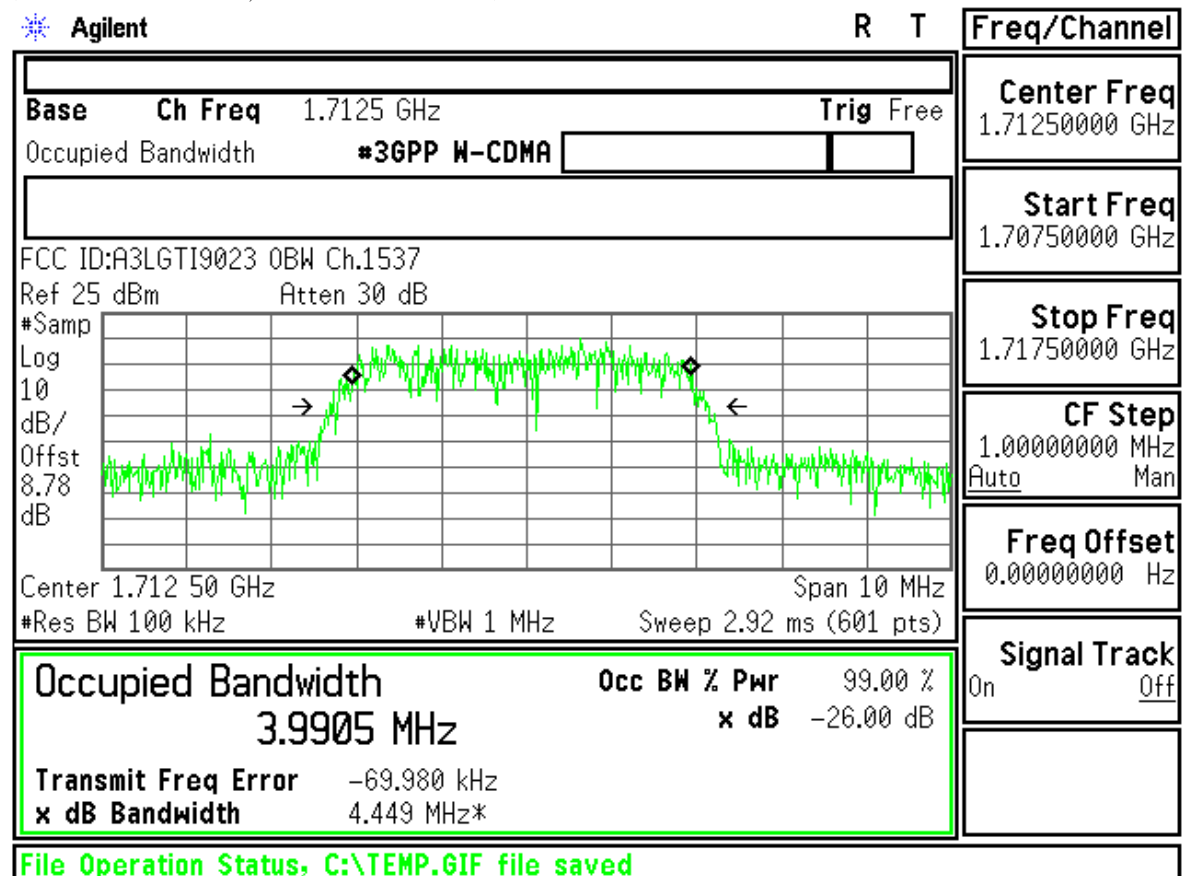 Agilent R T
Freq/Channel
Base Ch Freq 1.7125 GHz Trig Free
Occupied Bandwidth #3GPP W-CDMA
FCC ID:A3LGTI9023 OBW Ch.1537
Ref 25 dBm Atten 30 dB
#Samp
Log
10
dB/
Offst
8.78
dB
Center 1.712 50 GHz Span 10 MHz
#Res BW 100 kHz #VBW 1 MHz Sweep 2.92 ms (601 pts)
Occupied Bandwidth
3.9905 MHz
Occ BW % Pwr 99.00 %
x dB -26.00 dB
Transmit Freq Error -69.980 kHz
x dB Bandwidth 4.449 MHz*
File Operation Status, C:\TEMP.GIF file saved
Center Freq
1.71250000 GHz
Start Freq
1.70750000 GHz
Stop Freq
1.71750000 GHz
CF Step
1.00000000 MHz
Auto Man
Freq Offset
0.00000000 Hz
Signal Track
On Off